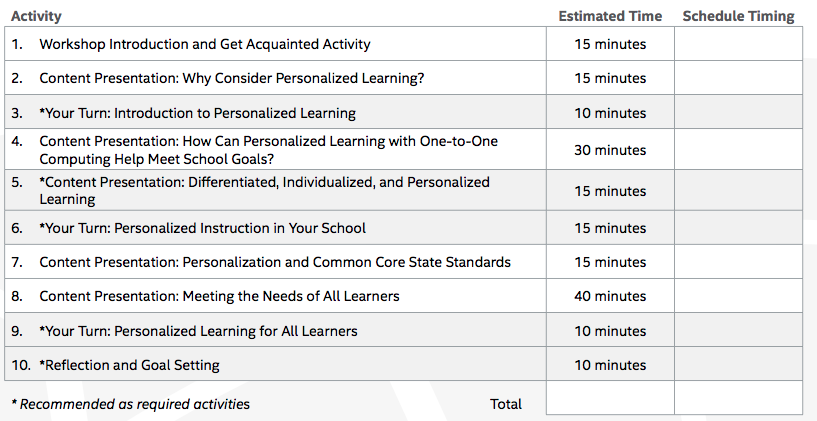 Activity Estimated Time Schedule Timing
1. Workshop Introduction and Get Acquainted Activity 15 minutes
2. Content Presentation: Why Consider Personalized Learning? 15 minutes
3. *Your Turn: Introduction to Personalized Learning 10 minutes
4. Content Presentation: How Can Personalized Learning with One-to-One
Computing Help Meet School Goals? 30 minutes
5. *Content Presentation: Differentiated, Individualized, and Personalized
Learning 15 minutes
6. *Your Turn: Personalized Instruction in Your School 15 minutes
7. Content Presentation: Personalization and Common Core State Standards 15 minutes
8. Content Presentation: Meeting the Needs of All Learners 40 minutes
9. *Your Turn: Personalized Learning for All Learners 10 minutes
10. *Reflection and Goal Setting 10 minutes
* Recommended as required activities Total